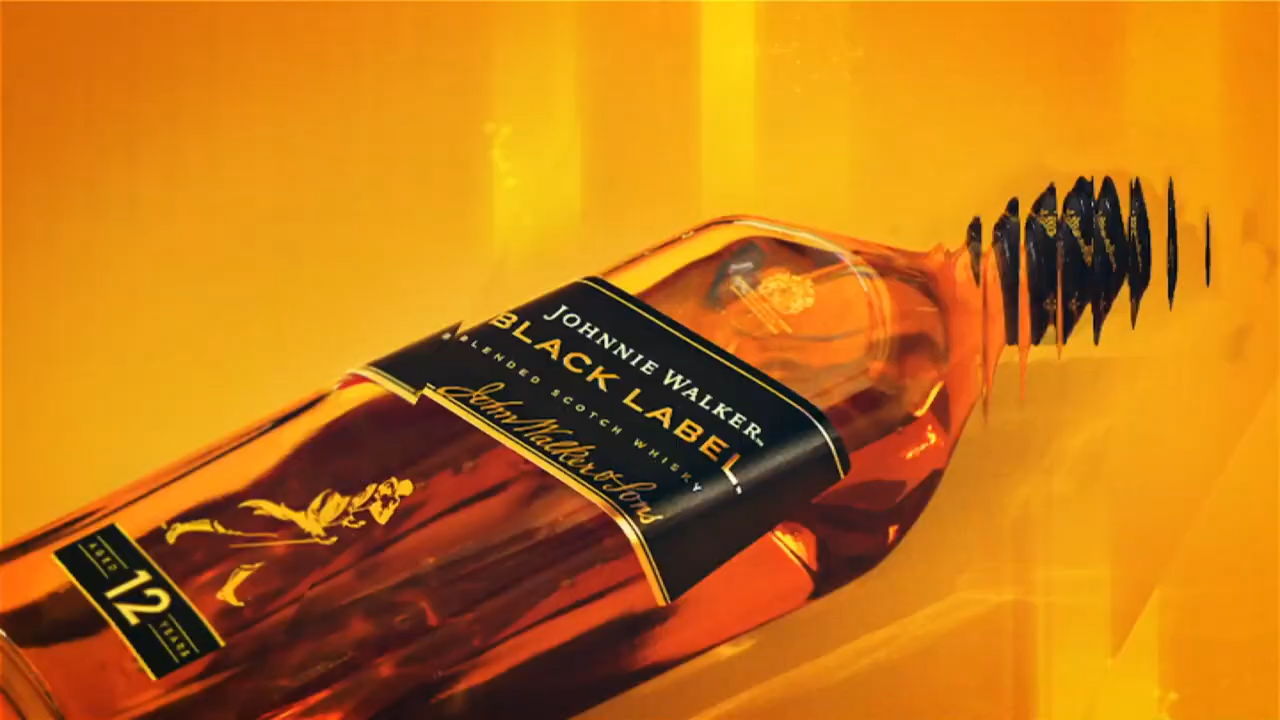 JOHNNIE WALKER
BLACK LABEL
BLENDED SCOTCH WHISKY
John Walker & Sons
AGED
12
YEARS